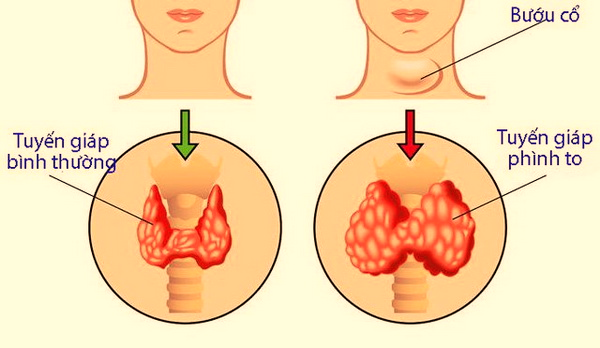 Bướu cổ
Tuyến giáp
bình thường
Tuyến giáp
phình to